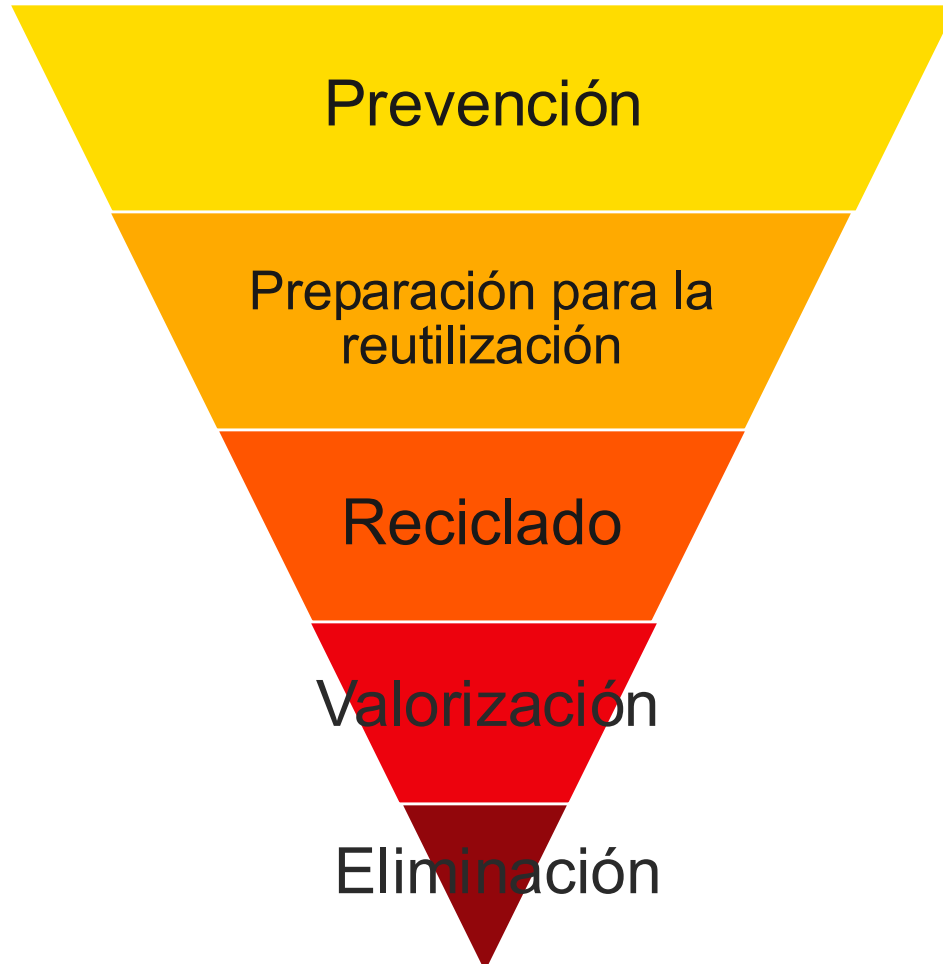 Prevención
Preparación para la
reutilización
Reciclado
Valorización
Eliminación